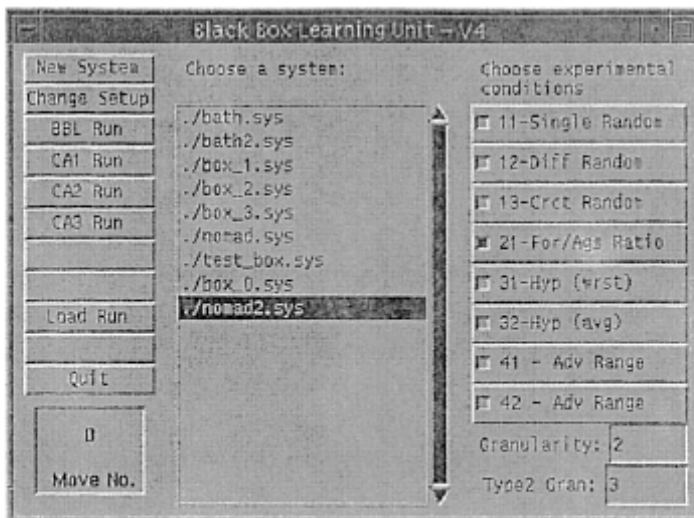 Black Box Learning Unit - V4
New System
Change Setup
BBL Run
CA1 Run
CA2 Run
CA3 Run
Load Run
Quit
0
Move No.
Choose a system:
./bath.sys
./bath2.sys
./box_1.sys
./box_2.sys
./box_3.sys
./nomad.sys
./test_box.sys
./box_0.sys
./nomad2.sys
Choose experimental
conditions
11-Single Random
12-Diff Random
13-Crct Random
21-For/Ags Ratio
31-Hyp (wrst)
32-Hyp (avg)
41 - Adv Range
42 - Adv Range
Granularity: 2
Type2 Gran: 3